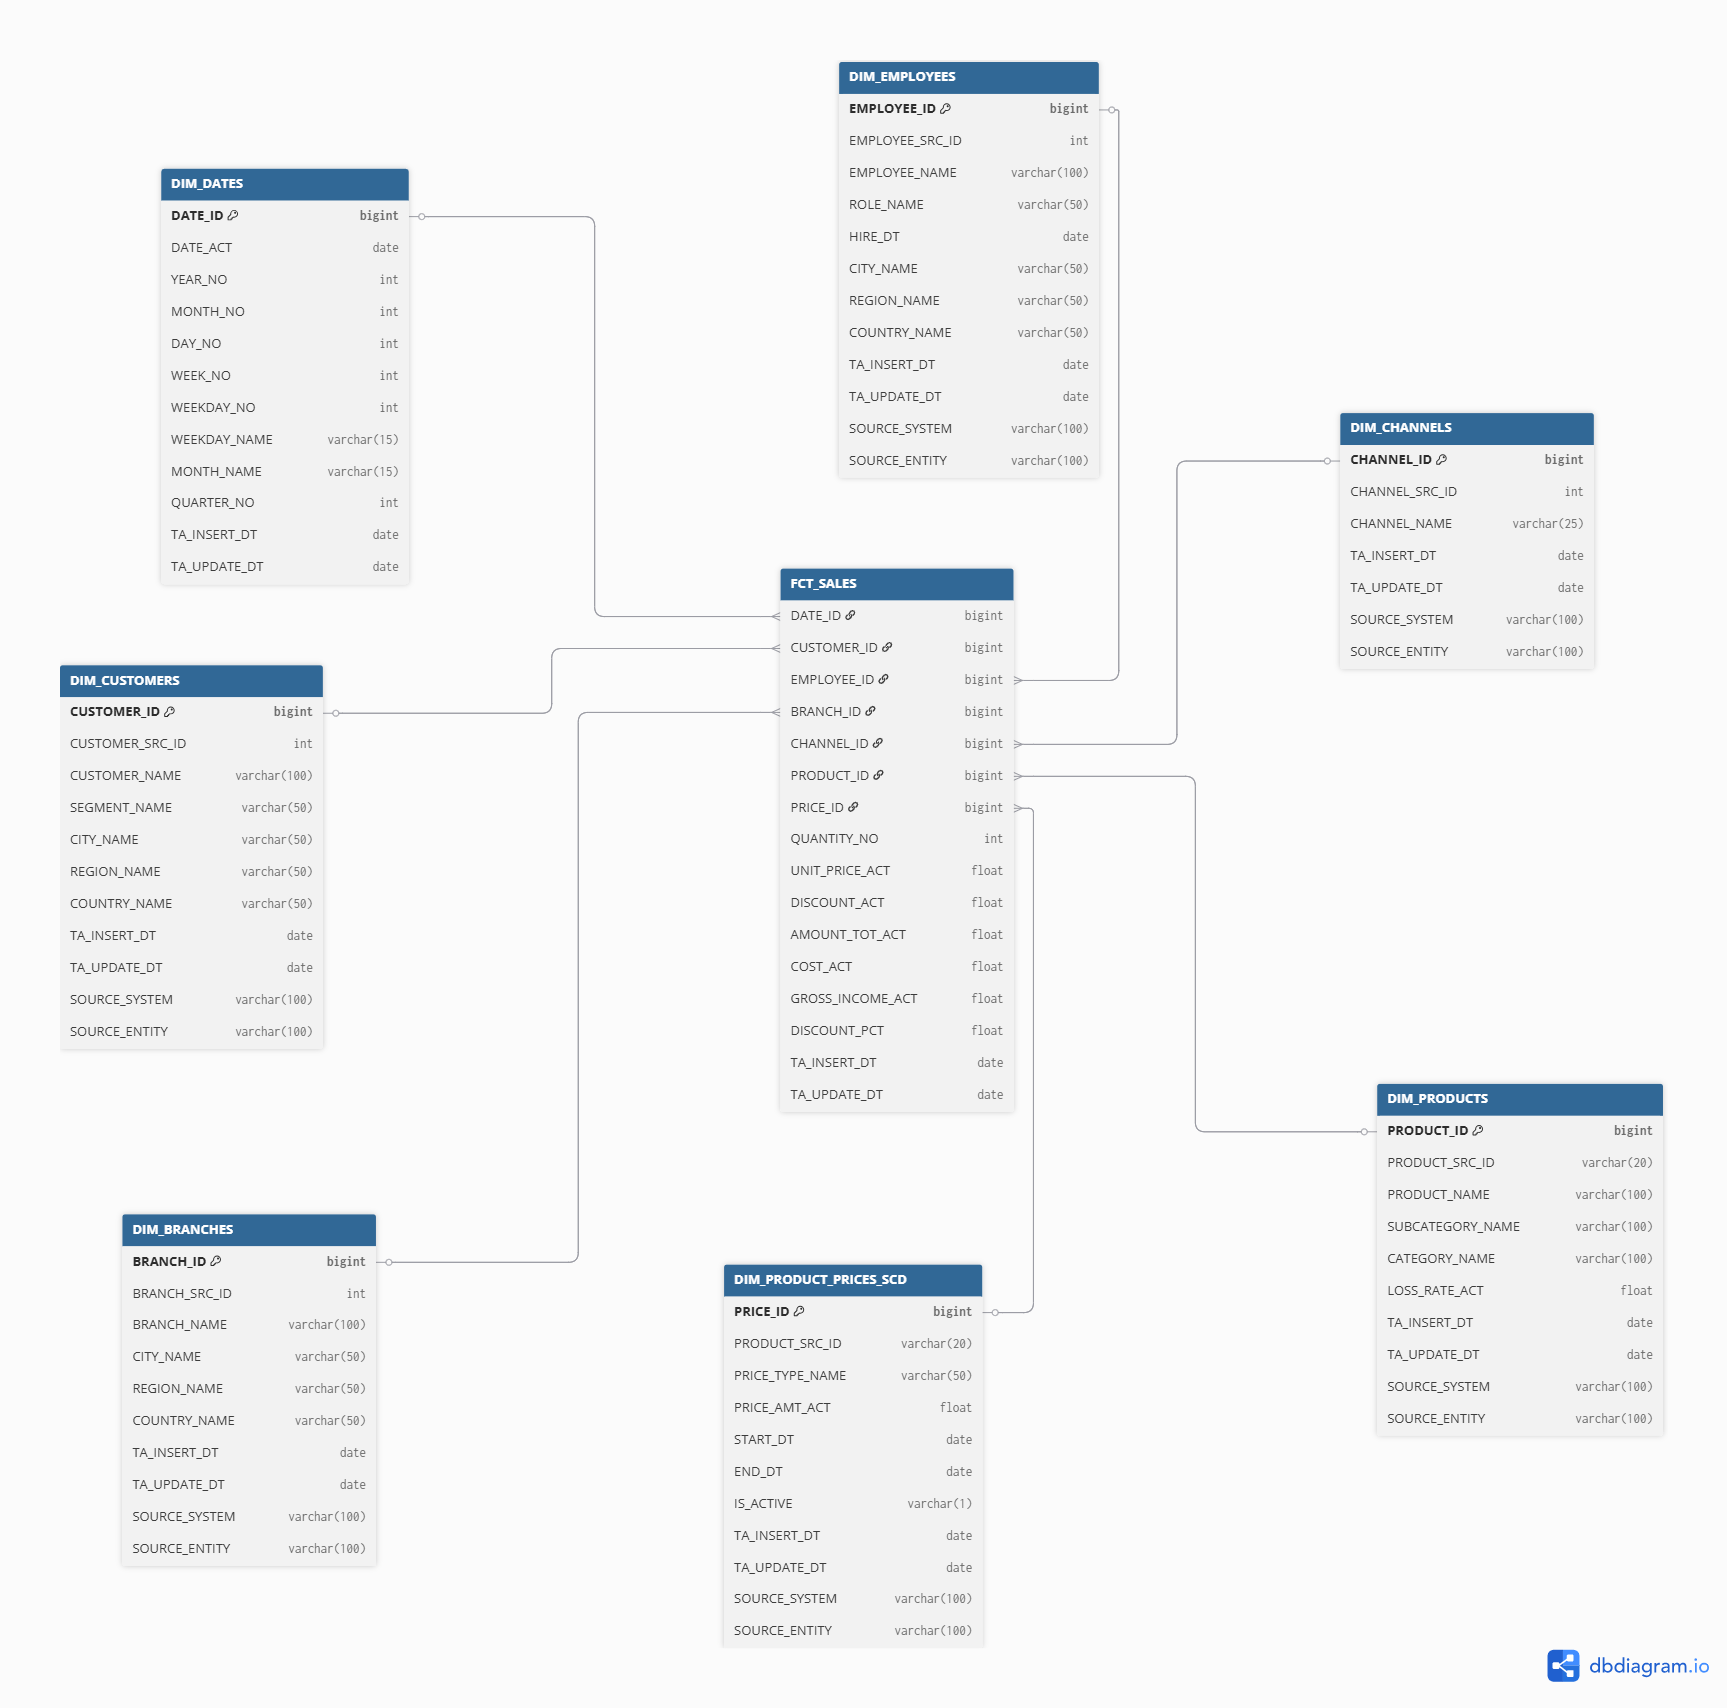 DIM_EMPLOYEES
EMPLOYEE_ID bigint
EMPLOYEE_SRC_ID int
EMPLOYEE_NAME varchar(100)
ROLE_NAME varchar(50)
HIRE_DT date
CITY_NAME varchar(50)
REGION_NAME varchar(50)
COUNTRY_NAME varchar(50)
TA_INSERT_DT date
TA_UPDATE_DT date
SOURCE_SYSTEM varchar(100)
SOURCE_ENTITY varchar(100)
DIM_DATES
DATE_ID bigint
DATE_ACT date
YEAR_NO int
MONTH_NO int
DAY_NO int
WEEK_NO int
WEEKDAY_NO int
WEEKDAY_NAME varchar(15)
MONTH_NAME varchar(15)
QUARTER_NO int
TA_INSERT_DT date
TA_UPDATE_DT date
DIM_CHANNELS
CHANNEL_ID bigint
CHANNEL_SRC_ID int
CHANNEL_NAME varchar(25)
TA_INSERT_DT date
TA_UPDATE_DT date
SOURCE_SYSTEM varchar(100)
SOURCE_ENTITY varchar(100)
FCT_SALES
DATE_ID bigint
CUSTOMER_ID bigint
EMPLOYEE_ID bigint
BRANCH_ID bigint
CHANNEL_ID bigint
PRODUCT_ID bigint
PRICE_ID bigint
QUANTITY_NO int
UNIT_PRICE_ACT float
DISCOUNT_ACT float
AMOUNT_TOT_ACT float
COST_ACT float
GROSS_INCOME_ACT float
DISCOUNT_PCT float
TA_INSERT_DT date
TA_UPDATE_DT date
DIM_CUSTOMERS
CUSTOMER_ID bigint
CUSTOMER_SRC_ID int
CUSTOMER_NAME varchar(100)
SEGMENT_NAME varchar(50)
CITY_NAME varchar(50)
REGION_NAME varchar(50)
COUNTRY_NAME varchar(50)
TA_INSERT_DT date
TA_UPDATE_DT date
SOURCE_SYSTEM varchar(100)
SOURCE_ENTITY varchar(100)
DIM_PRODUCTS
PRODUCT_ID bigint
PRODUCT_SRC_ID varchar(20)
PRODUCT_NAME varchar(100)
SUBCATEGORY_NAME varchar(100)
CATEGORY_NAME varchar(100)
LOSS_RATE_ACT float
TA_INSERT_DT date
TA_UPDATE_DT date
SOURCE_SYSTEM varchar(100)
SOURCE_ENTITY varchar(100)
DIM_BRANCHES
BRANCH_ID bigint
BRANCH_SRC_ID int
BRANCH_NAME varchar(100)
CITY_NAME varchar(50)
REGION_NAME varchar(50)
COUNTRY_NAME varchar(50)
TA_INSERT_DT date
TA_UPDATE_DT date
SOURCE_SYSTEM varchar(100)
SOURCE_ENTITY varchar(100)
DIM_PRODUCT_PRICES_SCD
PRICE_ID bigint
PRODUCT_SRC_ID varchar(20)
PRICE_TYPE_NAME varchar(50)
PRICE_AMT_ACT float
START_DT date
END_DT date
IS_ACTIVE varchar(1)
TA_INSERT_DT date
TA_UPDATE_DT date
SOURCE_SYSTEM varchar(100)
SOURCE_ENTITY varchar(100)
dbdiagram.io